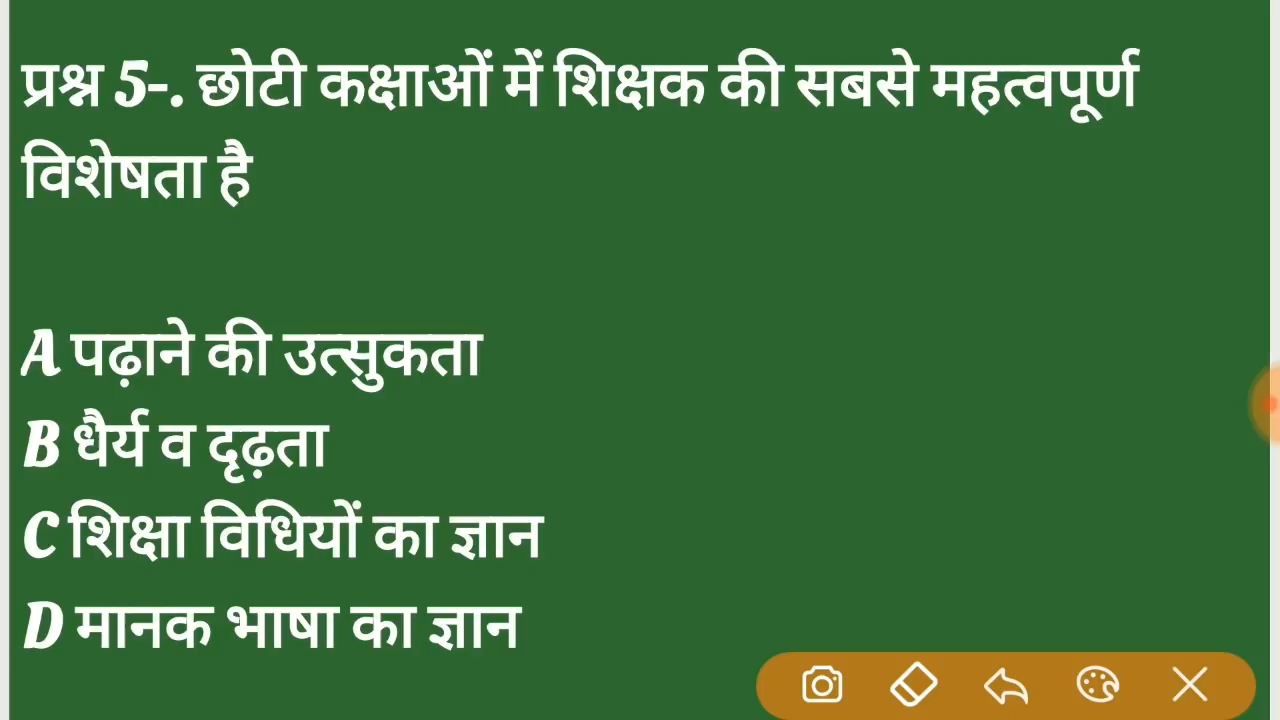 प्रश्न 5-. छोटी कक्षाओं में शिक्षक की सबसे महत्वपूर्ण
विशेषता है
A पढ़ाने की उत्सुकता
B धैर्य व दृढ़ता
C शिक्षा विधियों का ज्ञान
D मानक भाषा का ज्ञान